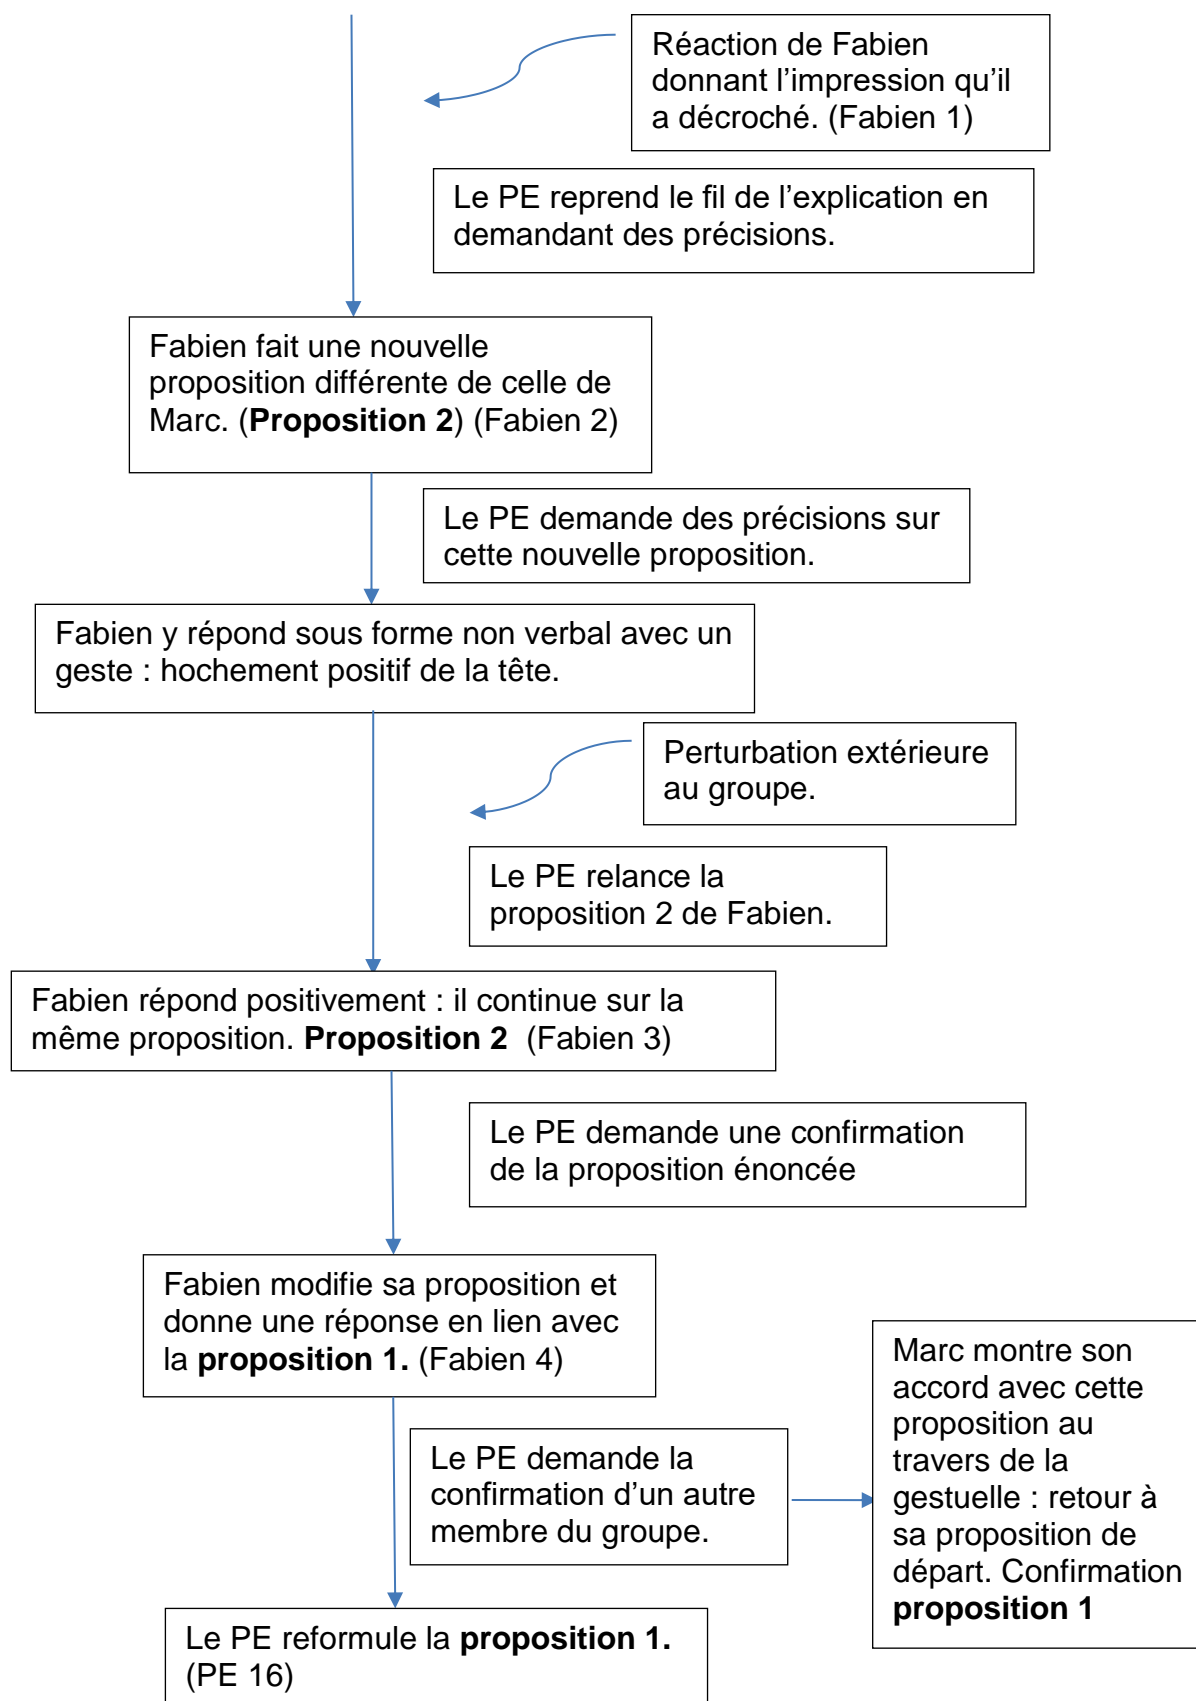 Réaction de Fabien
donnant l’impression qu’il
a décroché. (Fabien 1)
Le PE reprend le fil de l’explication en
demandant des précisions.
Fabien fait une nouvelle
proposition différente de celle de
Marc. (Proposition 2) (Fabien 2)
Le PE demande des précisions sur
cette nouvelle proposition.
Fabien y répond sous forme non verbal avec un
geste : hochement positif de la tête.
Perturbation extérieure
au groupe.
Le PE relance la
proposition 2 de Fabien.
Fabien répond positivement : il continue sur la
même proposition. Proposition 2 (Fabien 3)
Le PE demande une confirmation
de la proposition énoncée
Fabien modifie sa proposition et
donne une réponse en lien avec
la proposition 1. (Fabien 4)
Le PE demande la
confirmation d’un autre
membre du groupe.
Marc montre son
accord avec cette
proposition au
travers de la
gestuelle : retour à
sa proposition de
départ. Confirmation
proposition 1
Le PE reformule la proposition 1.
(PE 16)